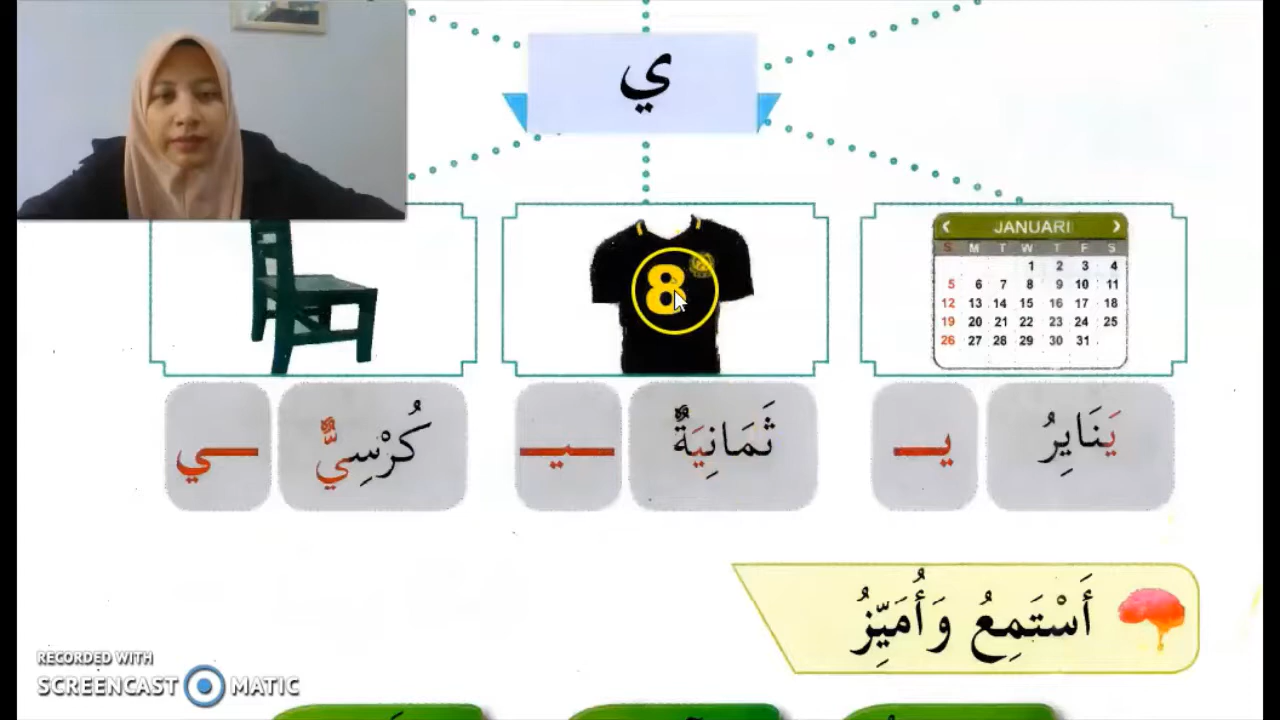 ي
JANUARI
S M T W T F S
1 2 3 4
5 6 7 8 9 10 11
12 13 14 15 16 17 18
19 20 21 22 23 24 25
26 27 28 29 30 31
8
يَنَايِرُ يـ
ثَمَانِيَةٌ ـيـ
كُرْسِيٌّ ـي
أَسْتَمِعُ وَأُمَيِّزُ
RECORDED WITH
SCREENCAST MATIC